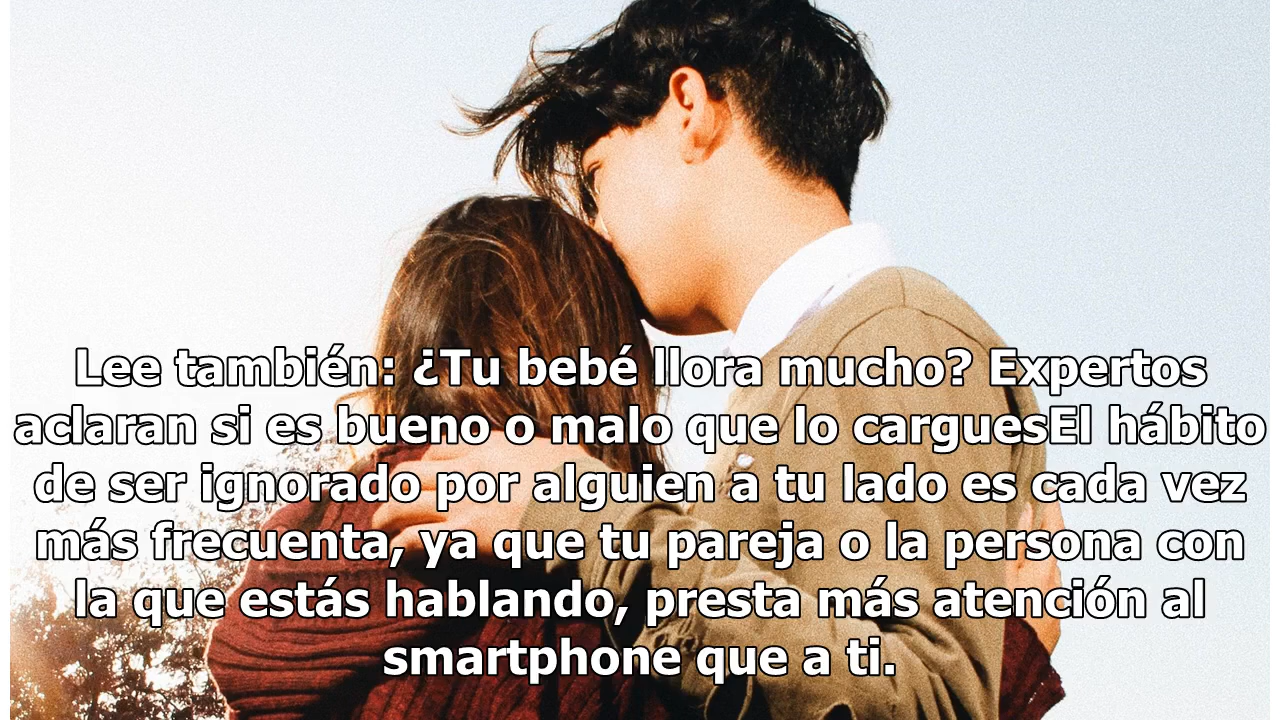 Lee también: ¿Tu bebé llora mucho? Expertos
aclaran si es bueno o malo que lo carguesEl hábito
de ser ignorado por alguien a tu lado es cada vez
más frecuenta, ya que tu pareja o la persona con
la que estás hablando, presta más atención al
smartphone que a ti.